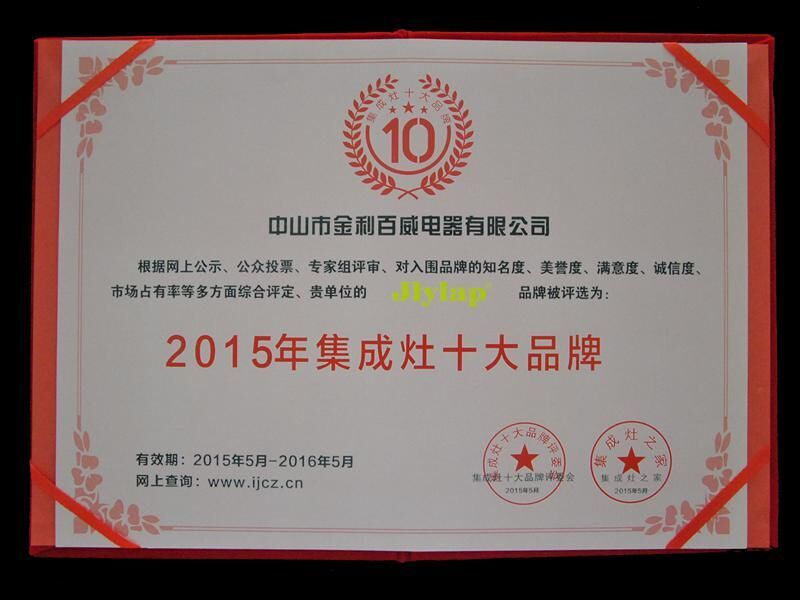 集成灶十大品牌
10
中山市金利百威电器有限公司
根据网上公示、公众投票、专家组评审、对入围品牌的知名度、美誉度、满意度、诚信度、
市场占有率等多方面综合评定、贵单位的 Jlylap 品牌被评选为:
2015年集成灶十大品牌
有效期: 2015年5月-2016年5月
网上查询: www.ijcz.cn
集成灶十大品牌评委会
集成灶十大品牌评委会
2015年5月
集成灶之家
集成灶之家
2015年5月